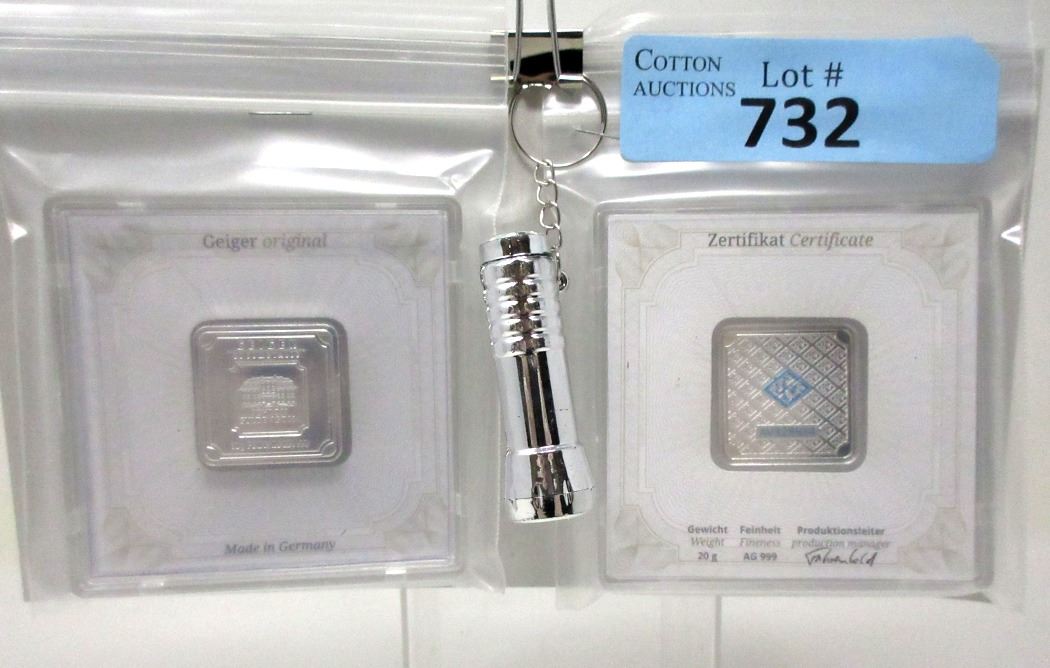 COTTON
AUCTIONS
Lot #
732
Geiger original
GEIGER
Made in Germany
Zertifikat Certificate
Gewicht Feinheit Produktionsleiter
Weight Fineness production manager
20 g AG 999